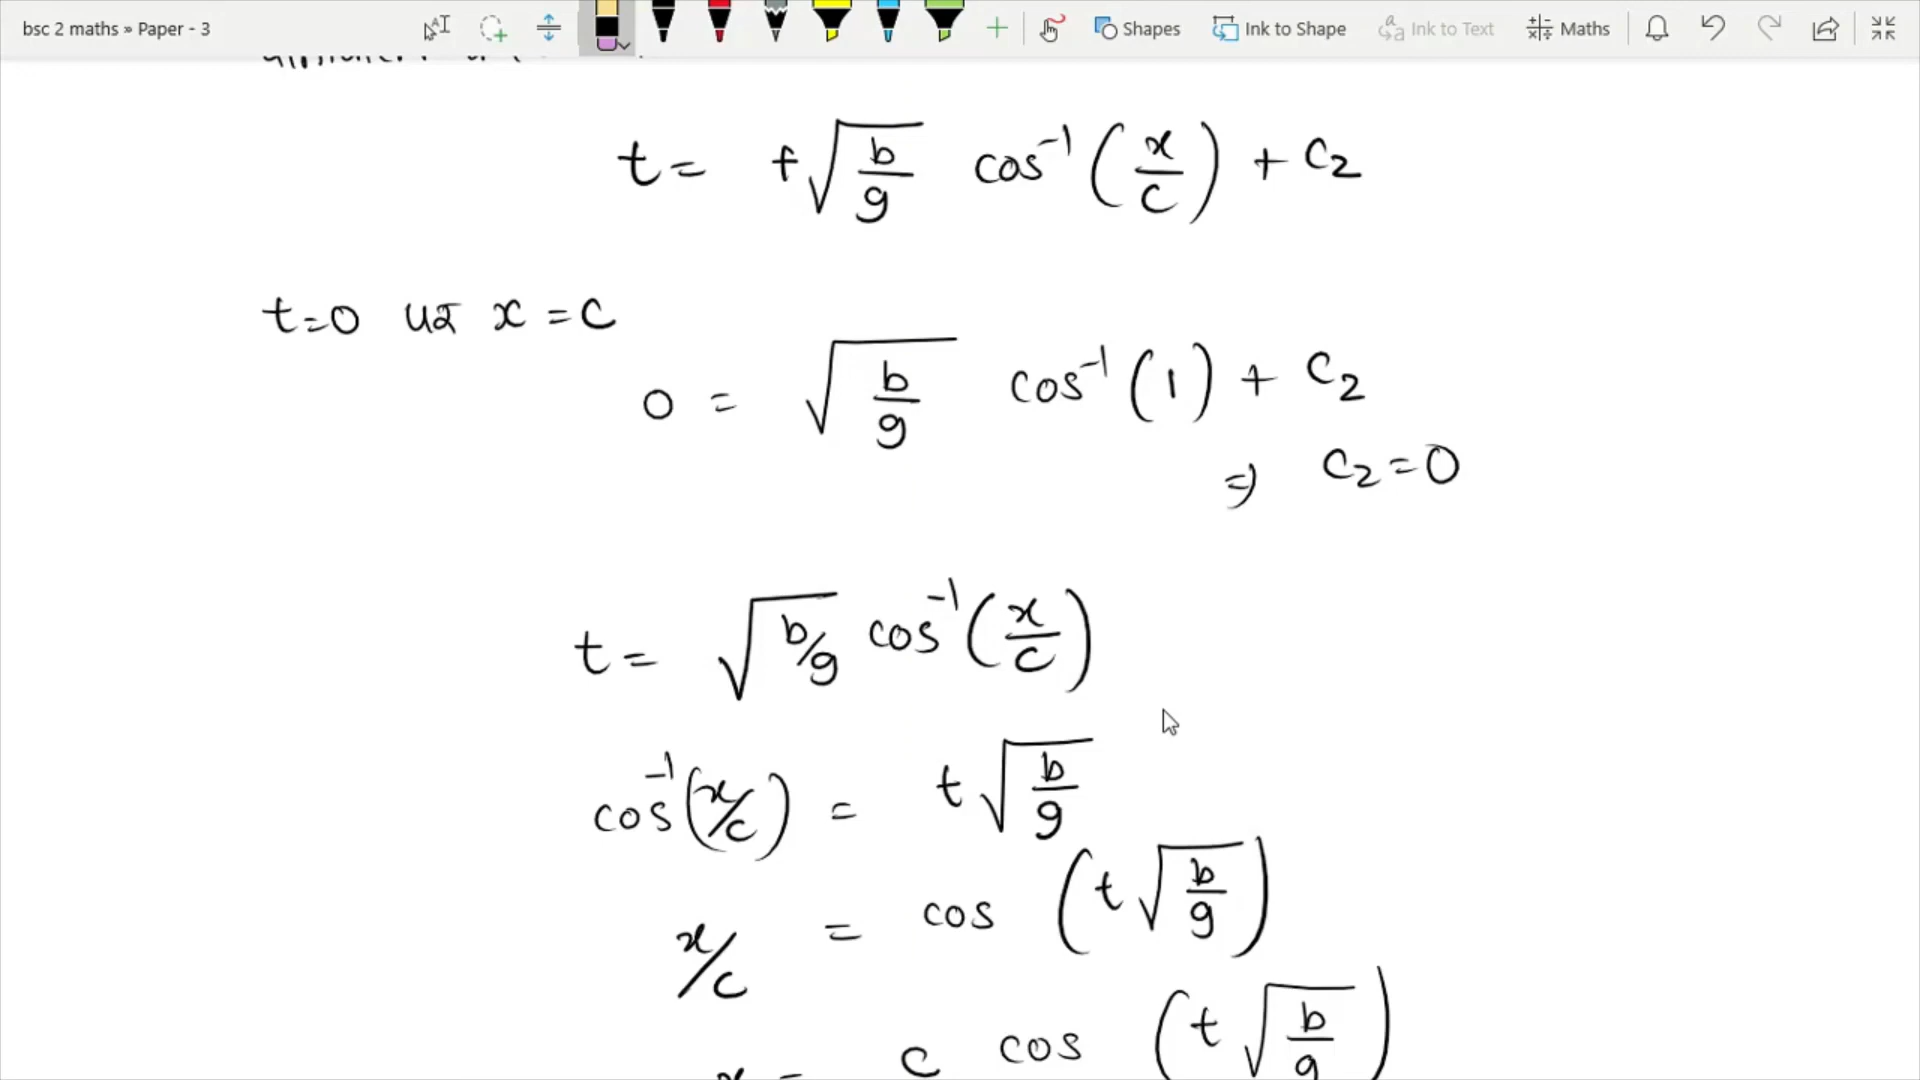 bsc 2 maths » Paper - 3 Shapes Ink to Shape Ink to Text Maths
t = +√(b/g) cos⁻¹(x/c) + c₂
t=0 पर x = c
0 = √(b/g) cos⁻¹(1) + c₂
⇒ c₂ = 0
t = √(b/g) cos⁻¹(x/c)
cos⁻¹(x/c) = t√(b/g)
x/c = cos (t√(b/g))
x = c cos (t√(b/g))